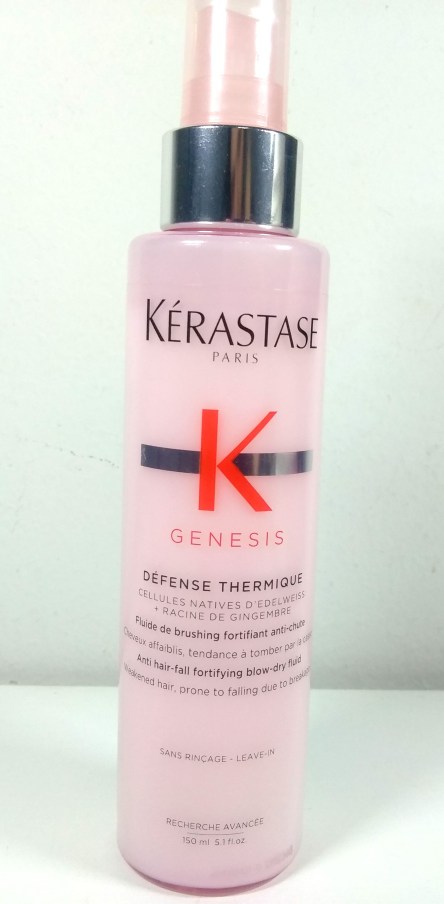 KÉRASTASE
PARIS
K
GENESIS
DÉFENSE THERMIQUE
CELLULES NATIVES D'EDELWEISS
+ RACINE DE GINGEMBRE
Fluide de brushing fortifiant anti-chute
Cheveux affaiblis, tendance à tomber par la
Anti hair-fall fortifying blow-dry fluid
Weakened hair, prone to falling due to
SANS RINÇAGE - LEAVE-IN
RECHERCHE AVANCÉE
150 ml 5.1 fl.oz.